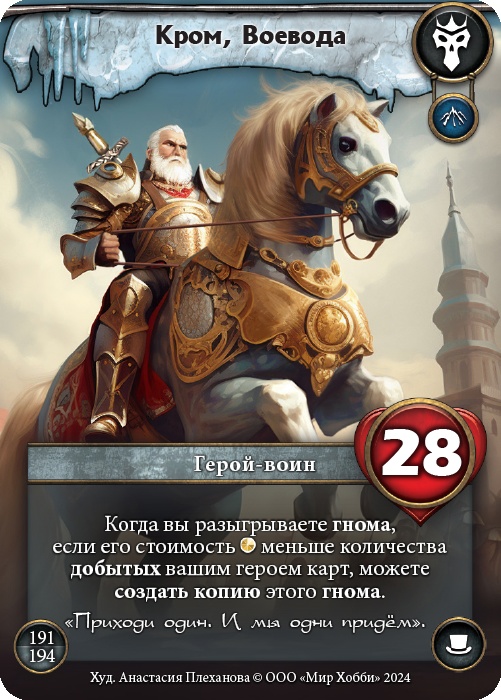 Кром, Воевода
Герой-воин
28
Когда вы разыгрываете гнома,
если его стоимость меньше количества
добытых вашим героем карт, можете
создать копию этого гнома.
«Приходи один. И мы одни придём».
191
194
Худ. Анастасия Плеханова © ООО «Мир Хобби» 2024